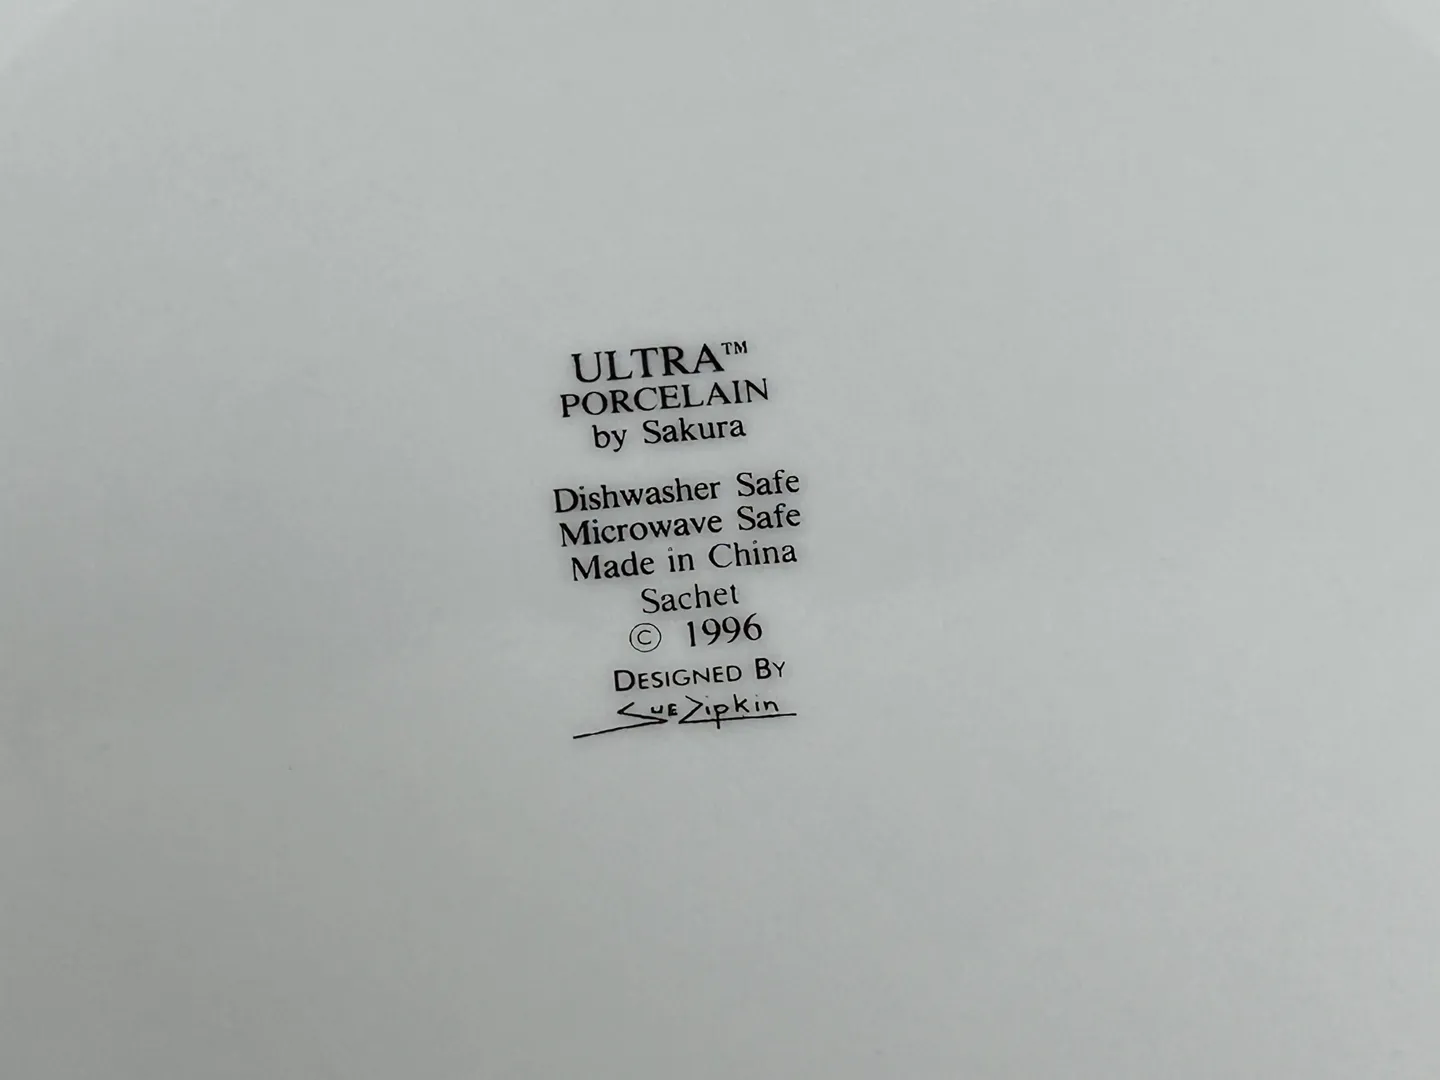 ULTRA™
PORCELAIN
by Sakura
Dishwasher Safe
Microwave Safe
Made in China
Sachet
© 1996
DESIGNED BY
Sue Zipkin